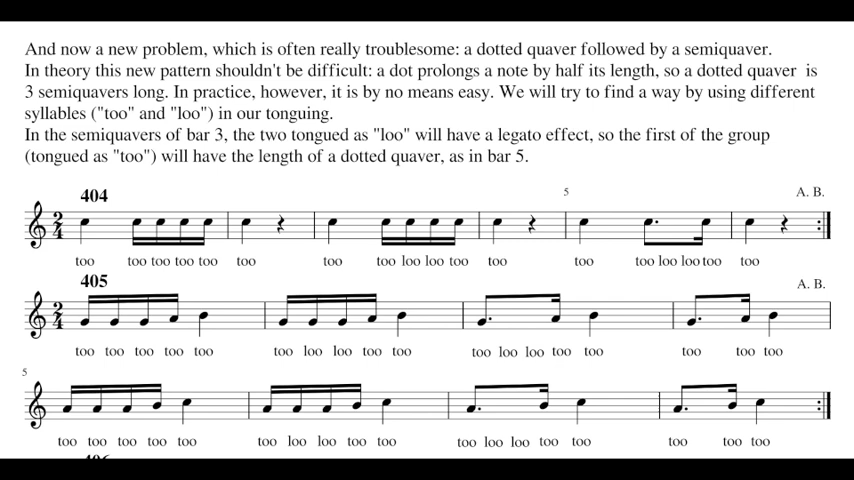 And now a new problem, which is often really troublesome: a dotted quaver followed by a semiquaver.
In theory this new pattern shouldn't be difficult: a dot prolongs a note by half its length, so a dotted quaver is
3 semiquavers long. In practice, however, it is by no means easy. We will try to find a way by using different
syllables ("too" and "loo") in our tonguing.
In the semiquavers of bar 3, the two tongued as "loo" will have a legato effect, so the first of the group
(tongued as "too") will have the length of a dotted quaver, as in bar 5.
404 5 A. B.
2
4
too too too too too too too too loo loo too too too too loo loo too too
405 A. B.
2
4
too too too too too too loo loo too too too loo loo too too too too too
5
too too too too too too loo loo too too too loo loo too too too too too